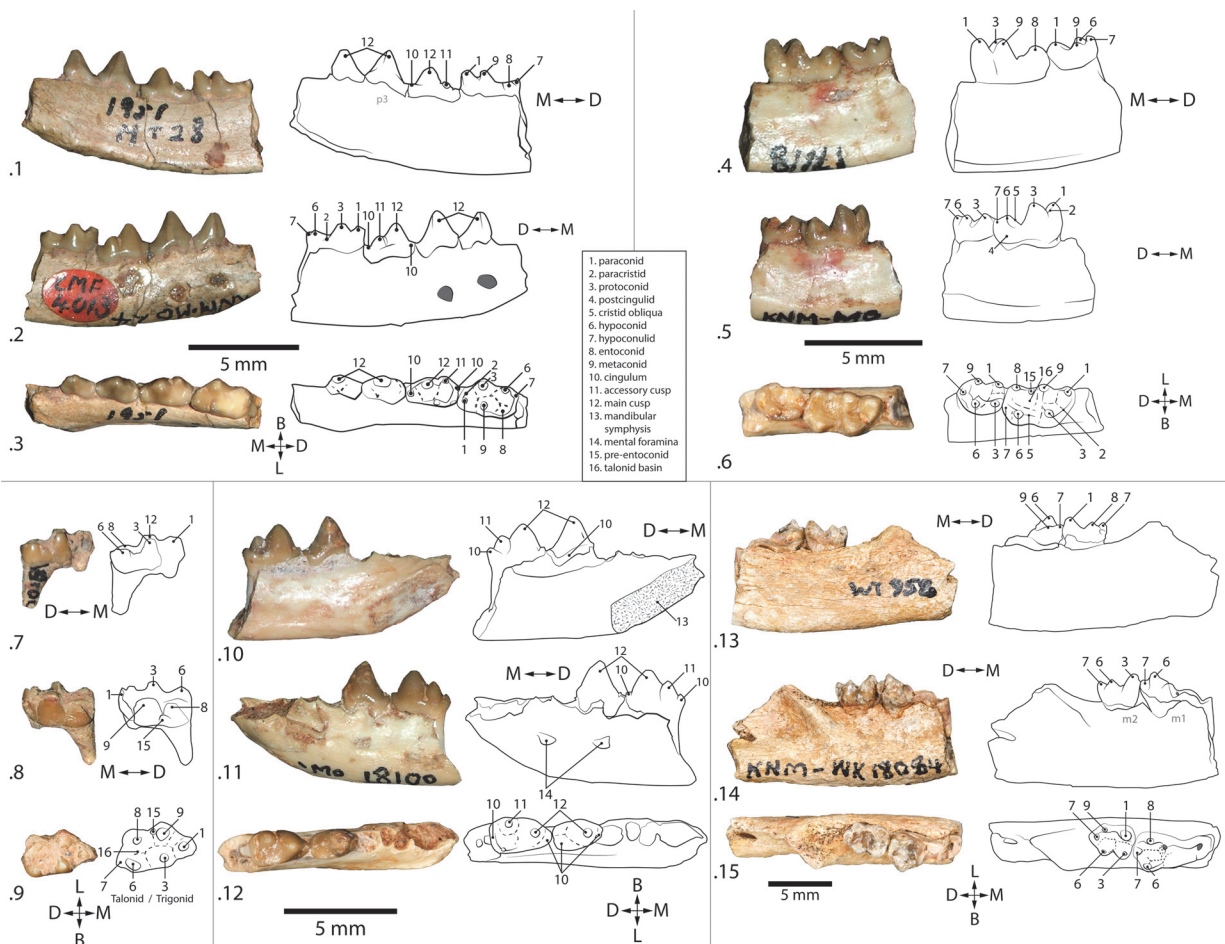 12
10 12 11 1 9 8 7
p3
M D
1951
MT 28
.1
1 3 9 8 1 9 6
7
M D
.4
7 6 2 3 1 10 11 12 12
10
D M
LMF
4013
.2
5 mm
7 6 3 7 6 5 3 1
2
4
D M
KNM-MO
.5
5 mm
1. paraconid
2. paracristid
3. protoconid
4. postcingulid
5. cristid obliqua
6. hypoconid
7. hypoconulid
8. entoconid
9. metaconid
10. cingulum
11. accessory cusp
12. main cusp
13. mandibular
symphysis
14. mental foramina
15. pre-entoconid
16. talonid basin
12 10 12 11 10 2 3 6
7
1 9 8
1951
.3
B
M D
L
7 9 1 8 15 16 9 1
6 3 7 6 5 3 2
L
D M
B
.6
6 8 3 12 1
D M
.7
3 6
1 8
9 15
M D
.8
8 15 9
1
16
7 6 3
Talonid / Trigonid
.9
L
D M
B
12
11 10
10
D M
13
.10
M D
12
10 11
10
14
Mo 18100
.11
10 11 12
10
.12
5 mm
B
D M
L
9 6 7 1 8 7
M D
WT 958
.13
D M
7 6 3 7 6
m2 m1
KNM-WK 18084
.14
7 9 1 8
6 3 7 6
.15
5 mm
L
D M
B